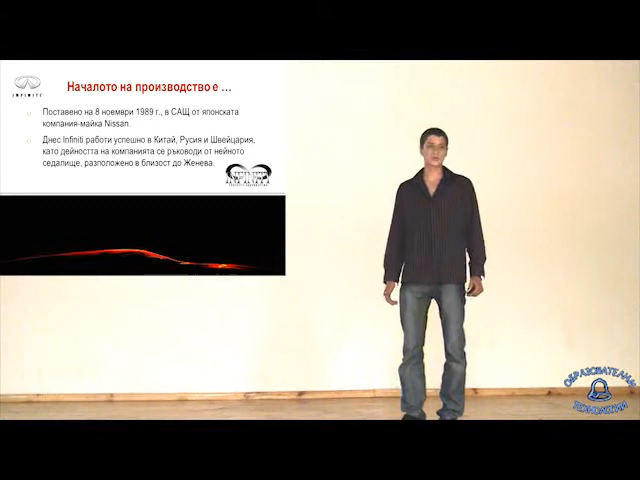 INFINITI
Началото на производство е …
Поставено на 8 ноември 1989 г., в САЩ от японската
компания-майка Nissan.
Днес Infiniti работи успешно в Китай, Русия и Швейцария,
като дейността на компанията се ръководи от нейното
седалище, разположено в близост до Женева.
INFINITI
ОБРАЗОВАТЕЛНИ
ТЕХНОЛОГИИ